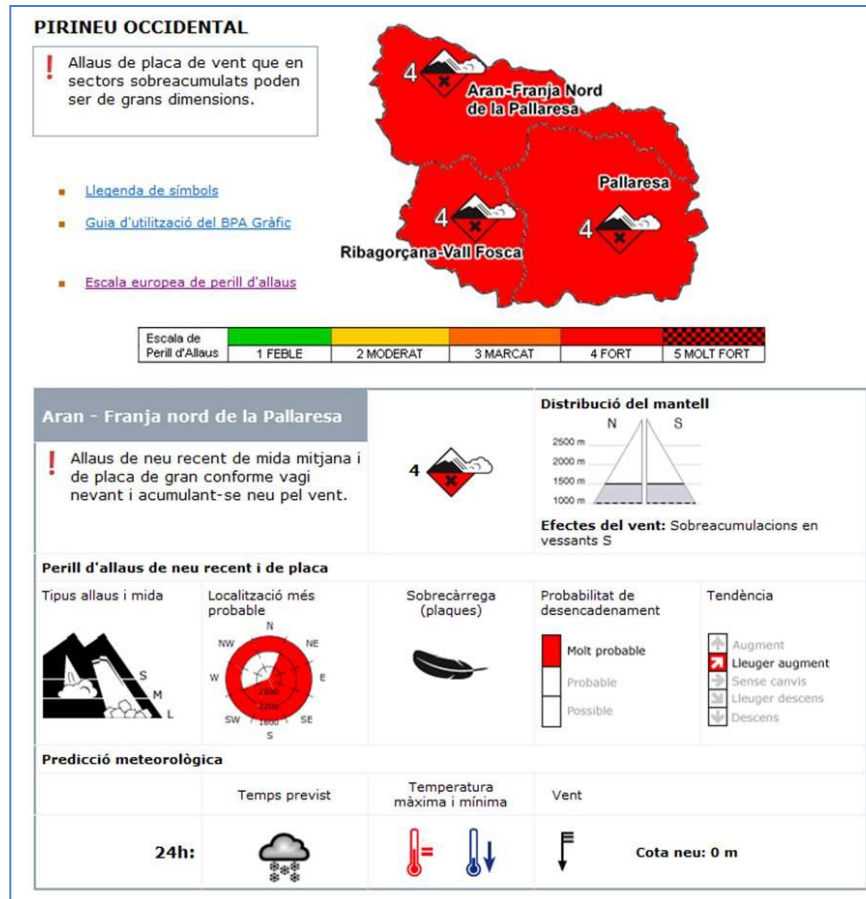 PIRINEU OCCIDENTAL
! Allaus de placa de vent que en
sectors sobreacumulats poden
ser de grans dimensions.
4
Aran-Franja Nord
de la Pallaresa
Pallaresa
4
4
Ribagorçana-Vall Fosca
Llegenda de símbols
Guia d'utilització del BPA Gràfic
Escala europea de perill d'allaus
Escala de
Perill d'Allaus
1 FEBLE
2 MODERAT
3 MARCAT
4 FORT
5 MOLT FORT
Aran - Franja nord de la Pallaresa
! Allaus de neu recent de mida mitjana i
de placa de gran conforme vagi
nevant i acumulant-se neu pel vent.
4
Distribució del mantell
N S
2500 m
2000 m
1500 m
1000 m
Efectes del vent: Sobreacumulacions en
vessants S
Perill d'allaus de neu recent i de placa
Tipus allaus i mida
S
M
L
Localització més
probable
N
NW NE
W E
SW SE
S
2200
1600
Sobrecàrrega
(plaques)
Probabilitat de
desencadenament
Molt probable
Probable
Possible
Tendència
Augment
Lleuger augment
Sense canvis
Lleuger descens
Descens
Predicció meteorològica
Temps previst
Temperatura
màxima i mínima
Vent
24h:
=
Cota neu: 0 m